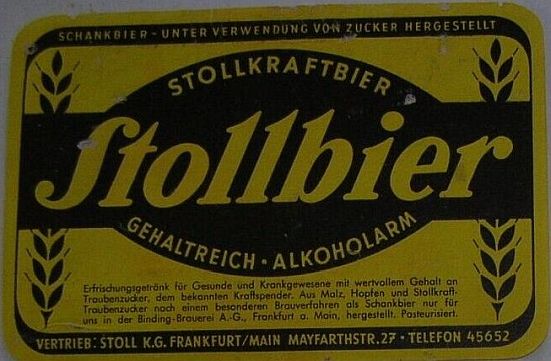 SCHANKBIER - UNTER VERWENDUNG VON ZUCKER HERGESTELLT
STOLLKRAFTBIER
Stollbier
GEHALTREICH · ALKOHOLARM
Erfrischungsgetränk für Gesunde und Krankgewesene mit wertvollem Gehalt an
Traubenzucker, dem bekannten Kraftspender. Aus Malz, Hopfen und Stollkraft-
Traubenzucker nach einem besonderen Brauverfahren als Schankbier nur für
uns in der Binding-Brauerei A.-G., Frankfurt a. Main, hergestellt. Pasteurisiert.
VERTRIEB: STOLL K.G. FRANKFURT/MAIN MAYFARTHSTR. 27 · TELEFON 45652